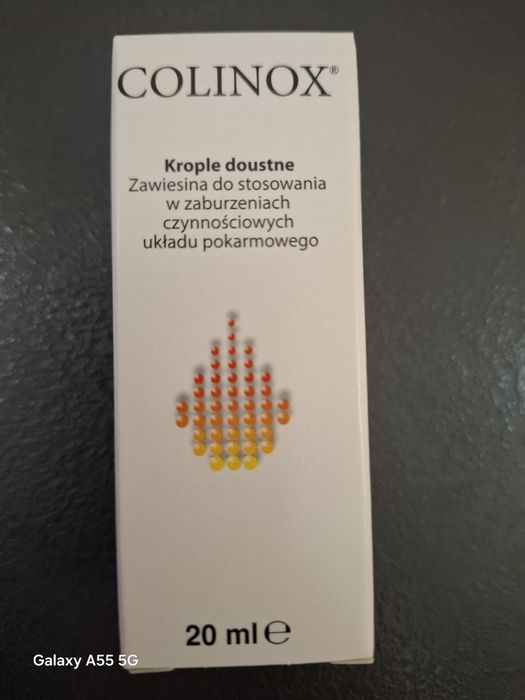 COLINOX®
Krople doustne
Zawiesina do stosowania
w zaburzeniach
czynnościowych
układu pokarmowego
20 ml ℮
Galaxy A55 5G